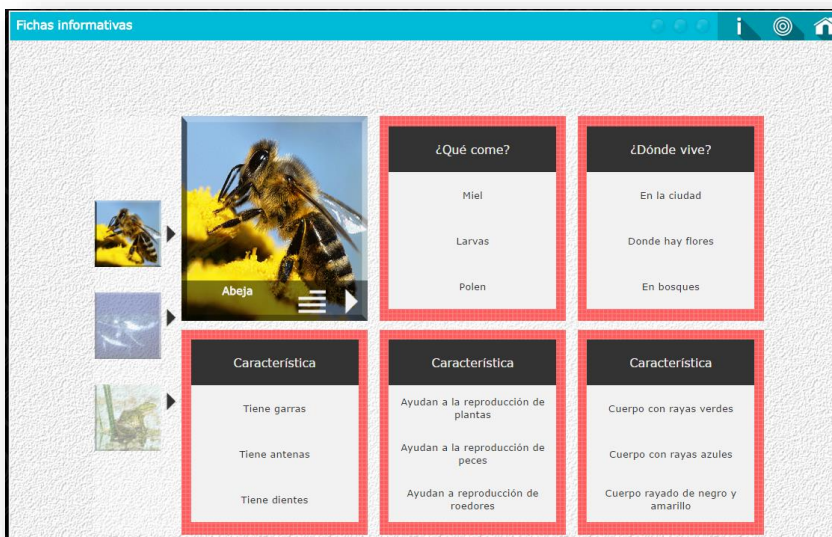 Fichas informativas
Abeja
¿Qué come?
Miel
Larvas
Polen
¿Dónde vive?
En la ciudad
Donde hay flores
En bosques
Característica
Tiene garras
Tiene antenas
Tiene dientes
Característica
Ayudan a la reproducción de
plantas
Ayudan a la reproducción de
peces
Ayudan a reproducción de
roedores
Característica
Cuerpo con rayas verdes
Cuerpo con rayas azules
Cuerpo rayado de negro y
amarillo